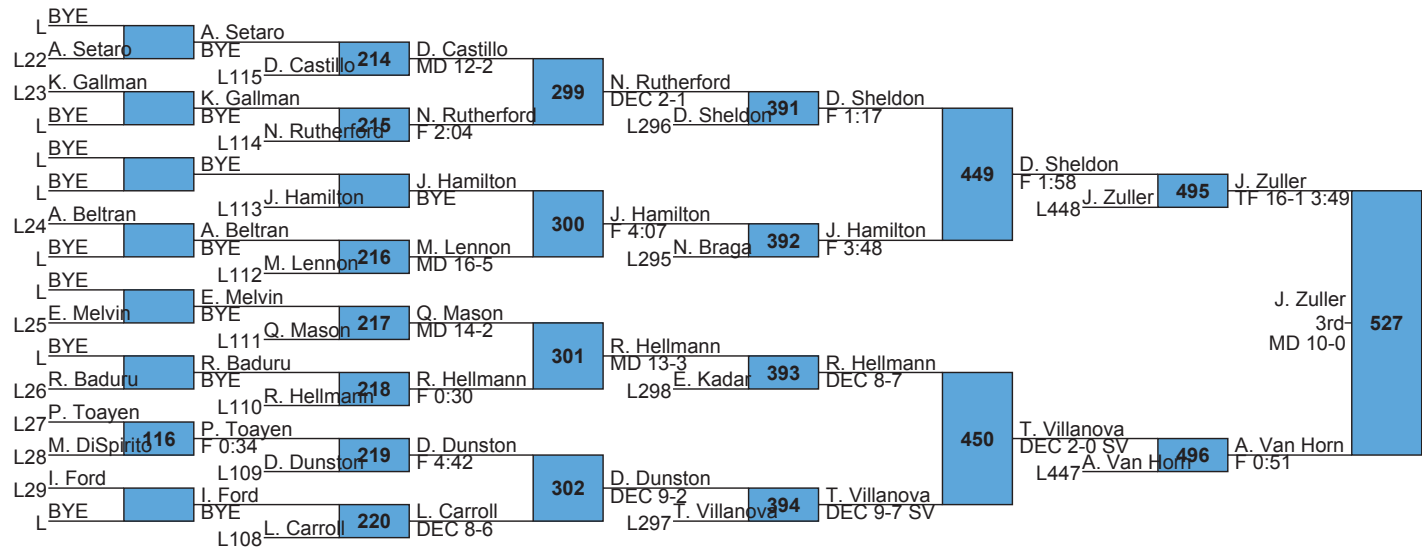 L BYE
L22 A. Setaro
A. Setaro
BYE
L115 D. Castillo
214
D. Castillo
MD 12-2
L23 K. Gallman
L BYE
K. Gallman
BYE
L114 N. Rutherford
215
N. Rutherford
F 2:04
299
N. Rutherford
DEC 2-1
L296 D. Sheldon
391
D. Sheldon
F 1:17
L BYE
L BYE
BYE
L113 J. Hamilton
J. Hamilton
BYE
L24 A. Beltran
L BYE
A. Beltran
BYE
L112 M. Lennon
216
M. Lennon
MD 16-5
300
J. Hamilton
F 4:07
L295 N. Braga
392
J. Hamilton
F 3:48
449
D. Sheldon
F 1:58
L448 J. Zuller
495
J. Zuller
TF 16-1 3:49
L BYE
L25 E. Melvin
E. Melvin
BYE
L111 Q. Mason
217
Q. Mason
MD 14-2
L BYE
L26 R. Baduru
R. Baduru
BYE
L110 R. Hellmann
218
R. Hellmann
F 0:30
301
R. Hellmann
MD 13-3
L298 E. Kadar
393
R. Hellmann
DEC 8-7
L27 P. Toayen
L28 M. DiSpirito
116
P. Toayen
F 0:34
L109 D. Dunston
219
D. Dunston
F 4:42
L29 I. Ford
L BYE
I. Ford
BYE
L108 L. Carroll
220
L. Carroll
DEC 8-6
302
D. Dunston
DEC 9-2
L297 T. Villanova
394
T. Villanova
DEC 9-7 SV
450
T. Villanova
DEC 2-0 SV
L447 A. Van Horn
496
A. Van Horn
F 0:51
527
J. Zuller
3rd
MD 10-0